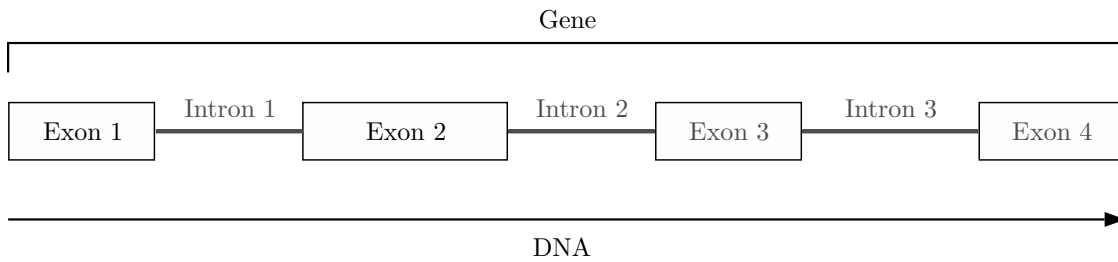 Gene
Intron 1 Intron 2 Intron 3
Exon 1 Exon 2 Exon 3 Exon 4
DNA